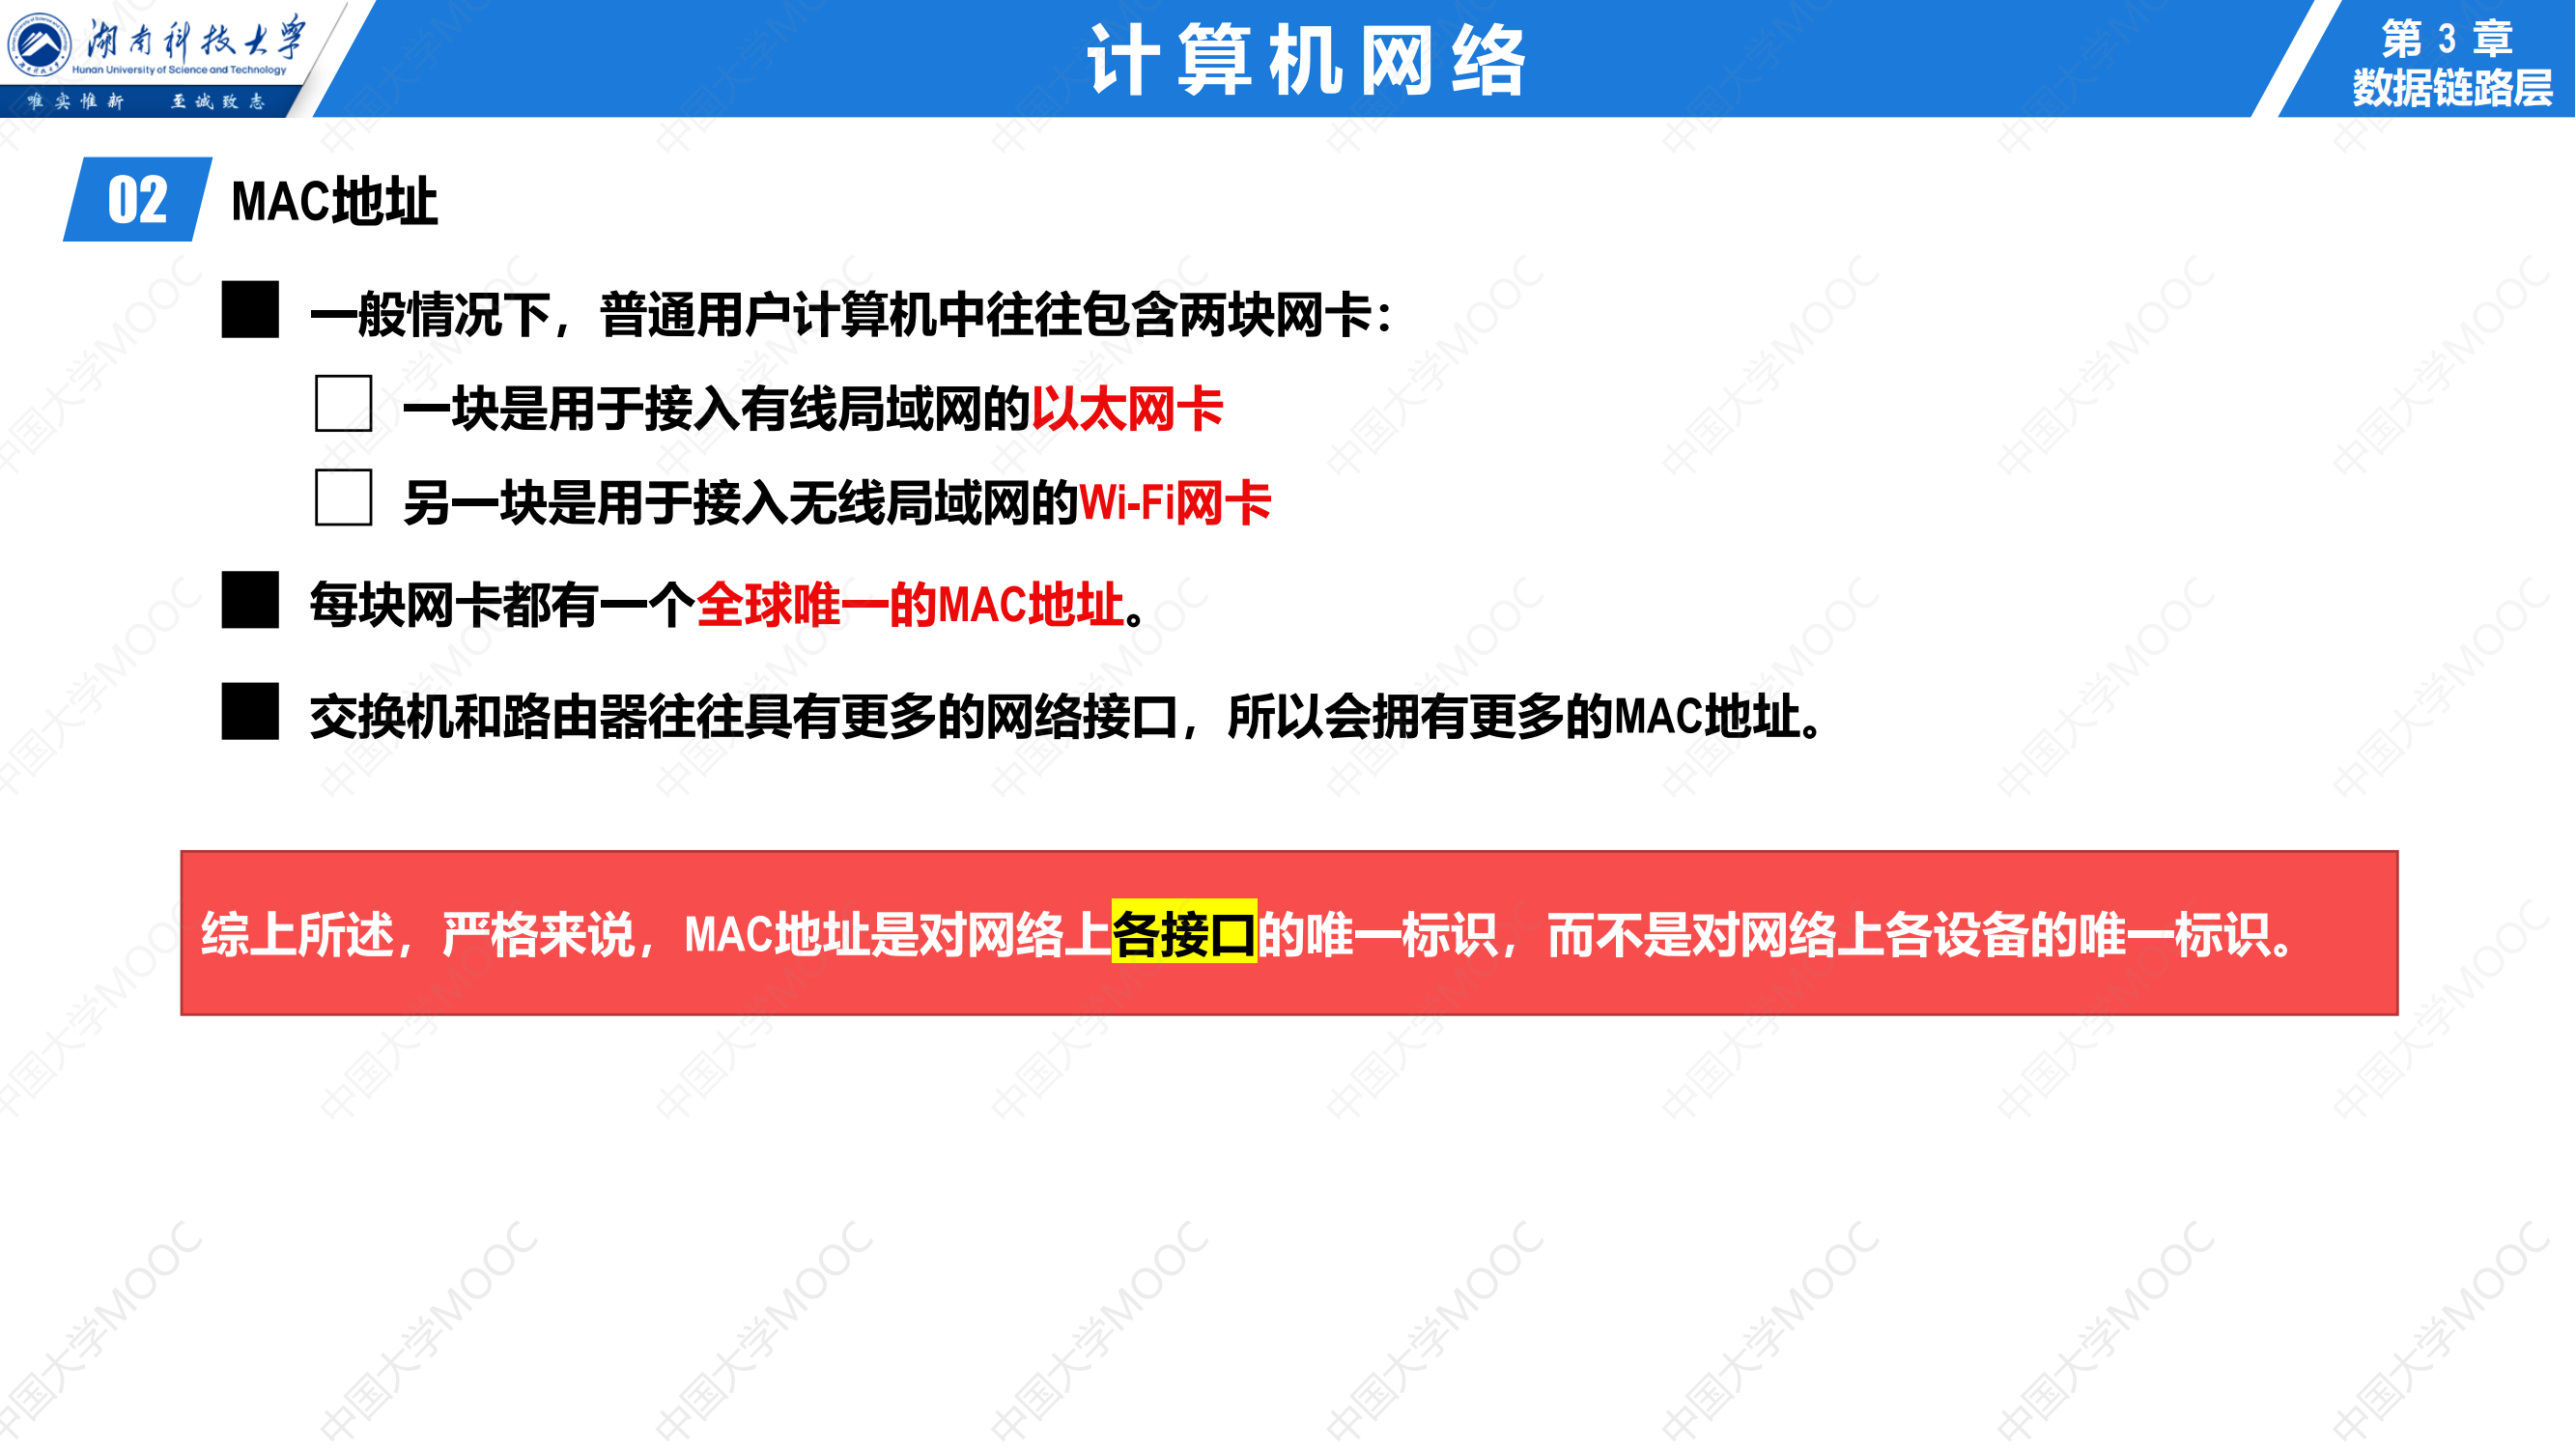 湖南科技大学
Hunan University of Science and Technology
唯实惟新 至诚致志
计算机网络
第 3 章
数据链路层
02 MAC地址
一般情况下，普通用户计算机中往往包含两块网卡：
一块是用于接入有线局域网的以太网卡
另一块是用于接入无线局域网的Wi-Fi网卡
每块网卡都有一个全球唯一的MAC地址。
交换机和路由器往往具有更多的网络接口，所以会拥有更多的MAC地址。
综上所述，严格来说，MAC地址是对网络上各接口的唯一标识，而不是对网络上各设备的唯一标识。
中国大学MOOC